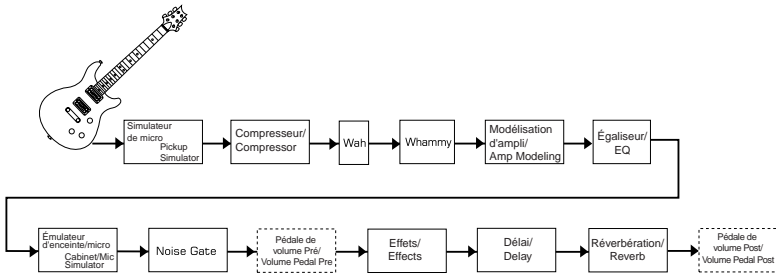 Simulateur
de micro
Pickup
Simulator
Compresseur/
Compressor
Wah
Whammy
Modélisation
d'ampli/
Amp Modeling
Égaliseur/
EQ
Émulateur
d'enceinte/micro
Cabinet/Mic
Simulator
Noise Gate
Pédale de
volume Pré/
Volume Pedal Pre
Effets/
Effects
Délai/
Delay
Réverbération/
Reverb
Pédale de
volume Post/
Volume Pedal Post